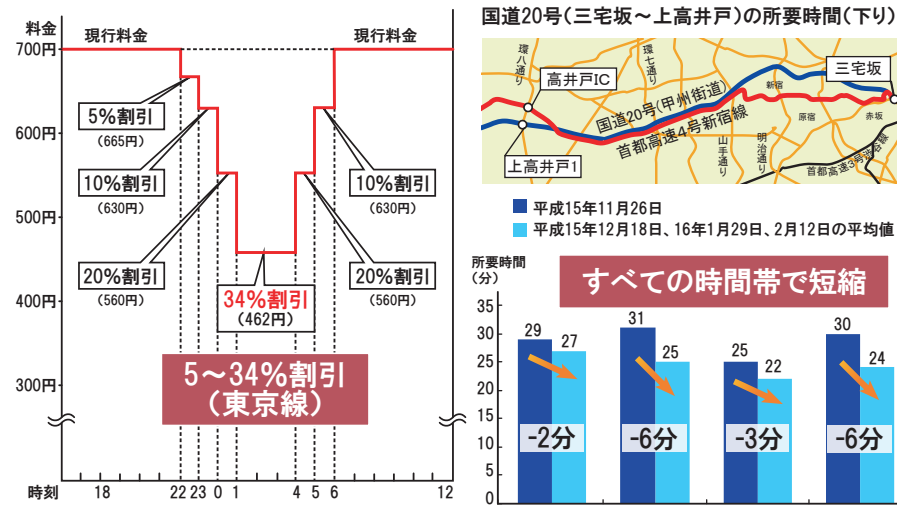 料金
700円
600円
500円
400円
300円
現行料金
現行料金
5%割引
(665円)
10%割引
(630円)
20%割引
(560円)
34%割引
(462円)
10%割引
(630円)
20%割引
(560円)
5〜34%割引
(東京線)
時刻
18
22
23
0
1
4
5
6
12
国道20号(三宅坂〜上高井戸)の所要時間(下り)
環八通り
環七通り
高井戸IC
三宅坂
国道20号(甲州街道)
首都高速4号新宿線
上高井戸1
新宿
原宿
赤坂
山手通り
明治通り
首都高速3号渋谷線
平成15年11月26日
平成15年12月18日、16年1月29日、2月12日の平均値
所要時間
(分)
すべての時間帯で短縮
35
30
25
20
15
10
5
0
29
27
31
25
25
22
30
24
-2分
-6分
-3分
-6分